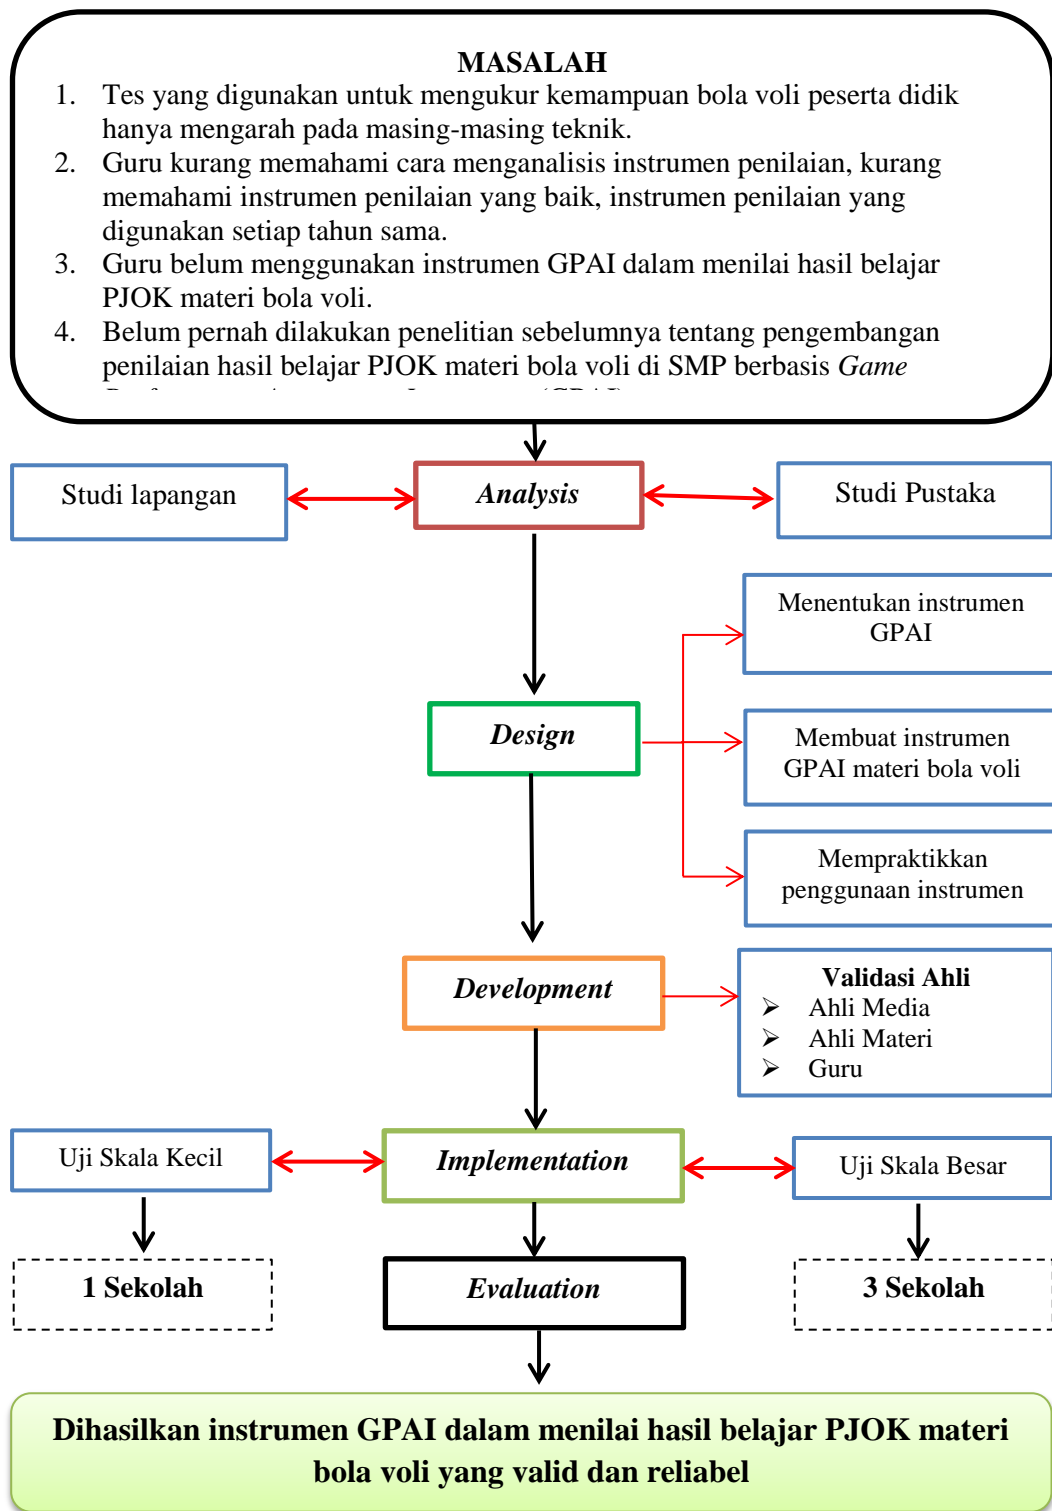 MASALAH
1. Tes yang digunakan untuk mengukur kemampuan bola voli peserta didik
hanya mengarah pada masing-masing teknik.
2. Guru kurang memahami cara menganalisis instrumen penilaian, kurang
memahami instrumen penilaian yang baik, instrumen penilaian yang
digunakan setiap tahun sama.
3. Guru belum menggunakan instrumen GPAI dalam menilai hasil belajar
PJOK materi bola voli.
4. Belum pernah dilakukan penelitian sebelumnya tentang pengembangan
penilaian hasil belajar PJOK materi bola voli di SMP berbasis Game
(GPAI)
Studi lapangan
Analysis
Studi Pustaka
Menentukan instrumen
GPAI
Design
Membuat instrumen
GPAI materi bola voli
Mempraktikkan
penggunaan instrumen
Development
Validasi Ahli
➢ Ahli Media
➢ Ahli Materi
➢ Guru
Uji Skala Kecil
Implementation
Uji Skala Besar
1 Sekolah
Evaluation
3 Sekolah
Dihasilkan instrumen GPAI dalam menilai hasil belajar PJOK materi
bola voli yang valid dan reliabel